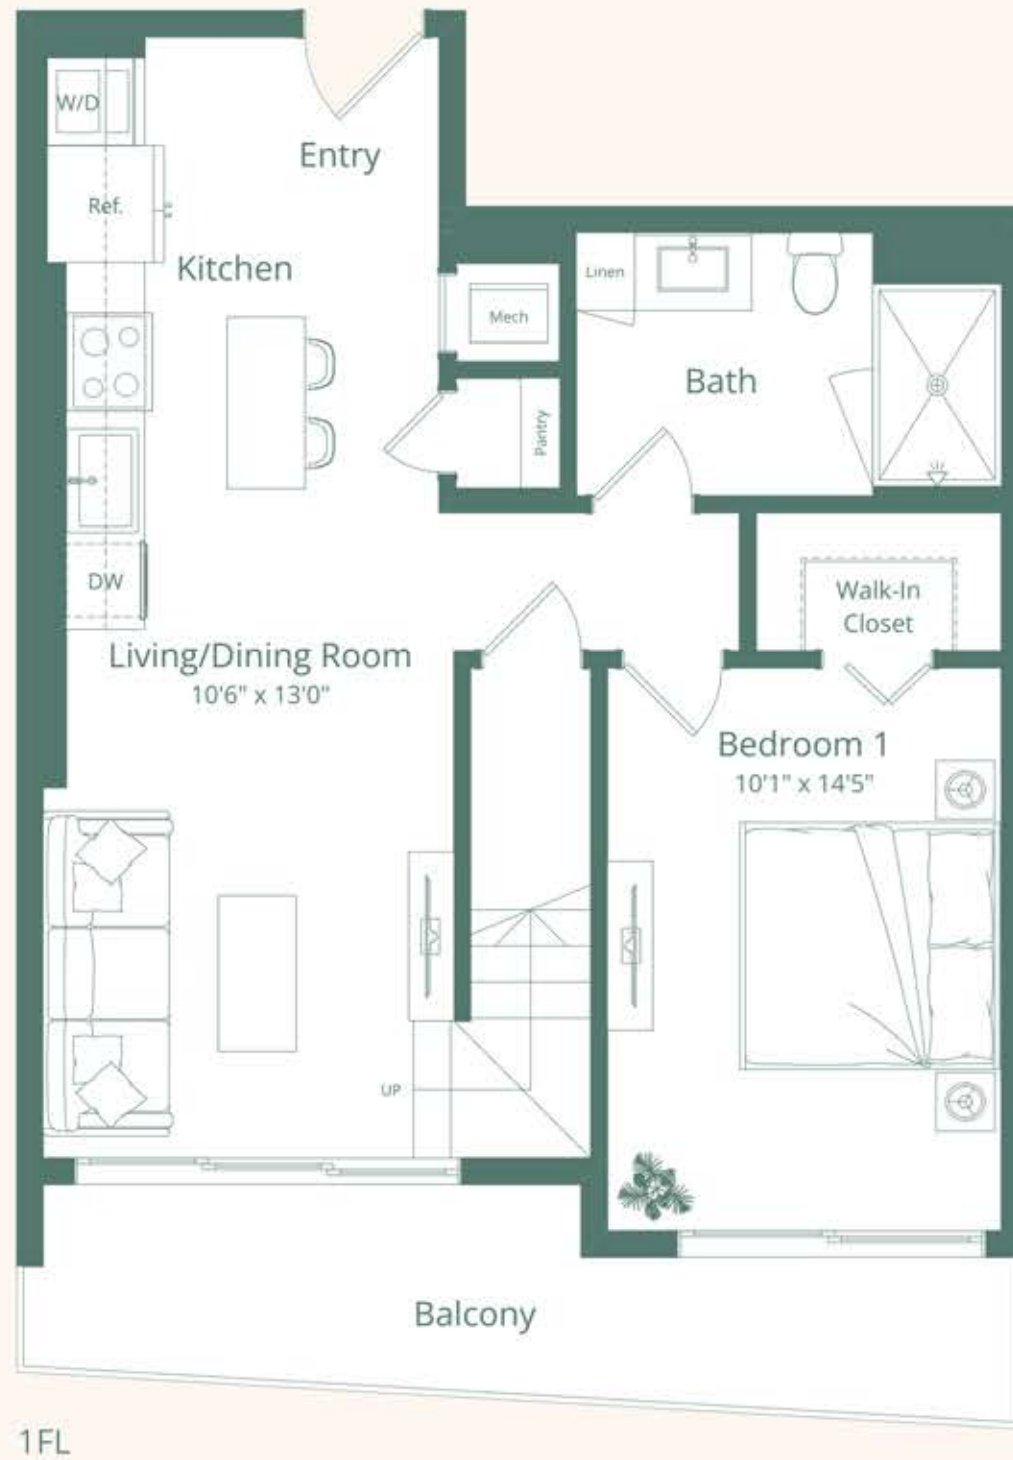 W/D
Entry
Ref.
Kitchen
Linen
Mech
Bath
Pantry
DW
Walk-In
Closet
Living/Dining Room
10'6" x 13'0"
Bedroom 1
10'1" x 14'5"
UP
Balcony
1FL